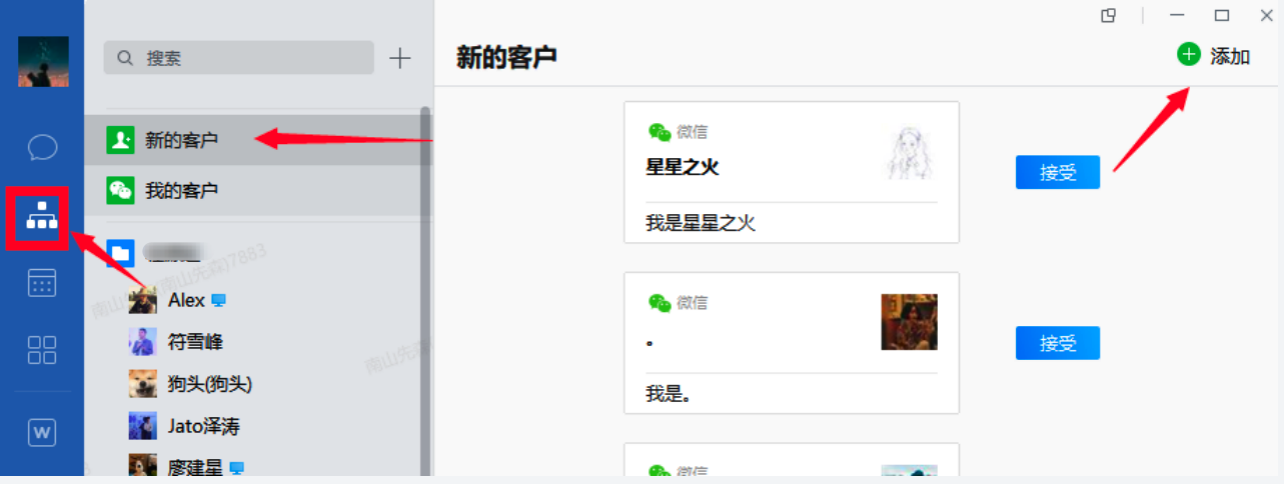 搜索
新的客户
添加
新的客户
我的客户
Alex
符雪峰
狗头(狗头)
Jato泽涛
廖建星
W
微信
星星之火
我是星星之火
接受
微信
。
我是。
接受
微信